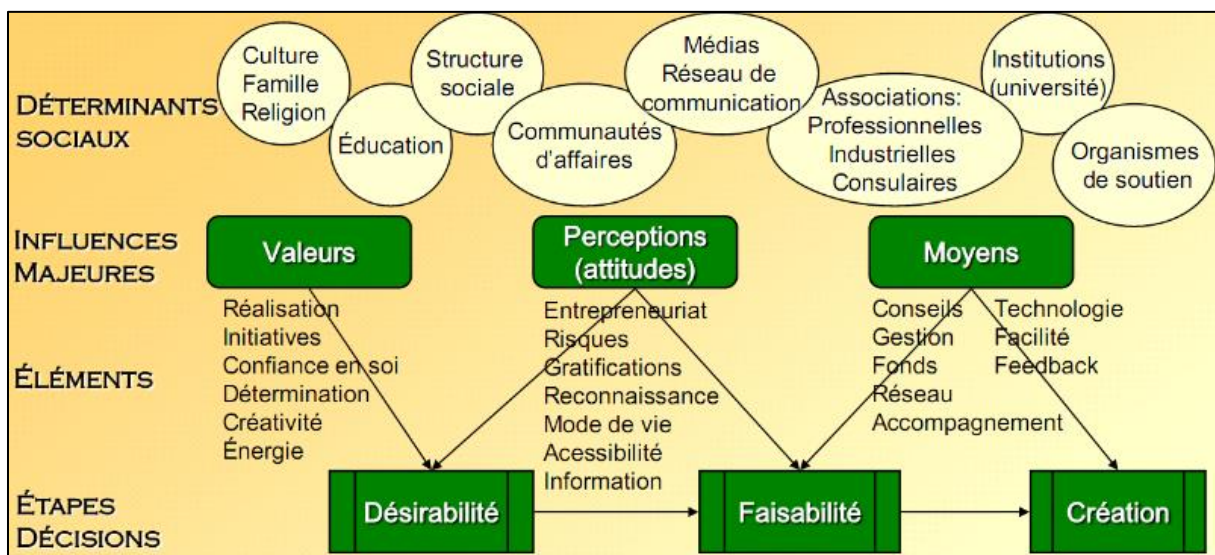 DÉTERMINANTS
SOCIAUX
Culture
Famille
Religion
Éducation
Structure
sociale
Communautés
d'affaires
Médias
Réseau de
communication
Associations:
Professionnelles
Industrielles
Consulaires
Institutions
(université)
Organismes
de soutien
INFLUENCES
MAJEURES
Valeurs
Perceptions
(attitudes)
Moyens
ÉLÉMENTS
Réalisation
Initiatives
Confiance en soi
Détermination
Créativité
Énergie
Entrepreneuriat
Risques
Gratifications
Reconnaissance
Mode de vie
Acessibilité
Information
Conseils
Gestion
Fonds
Réseau
Accompagnement
Technologie
Facilité
Feedback
ÉTAPES
DÉCISIONS
Désirabilité
Faisabilité
Création